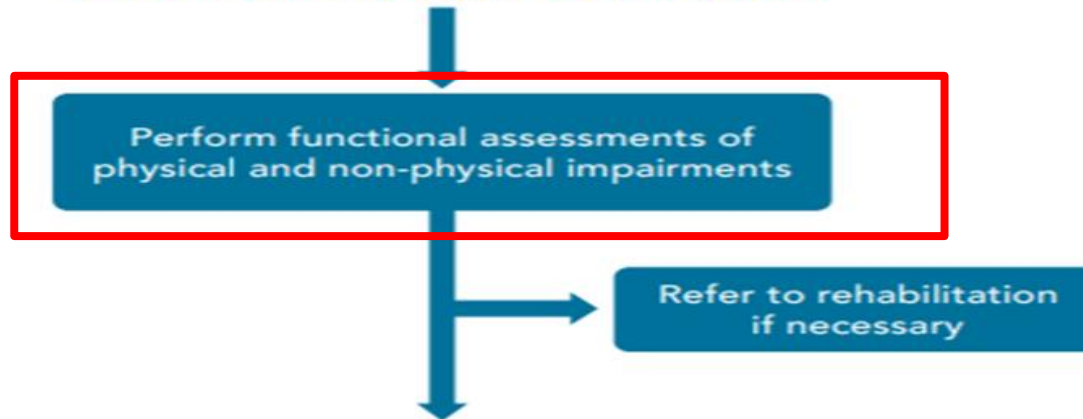 Perform functional assessments of
physical and non-physical impairments
Refer to rehabilitation
if necessary